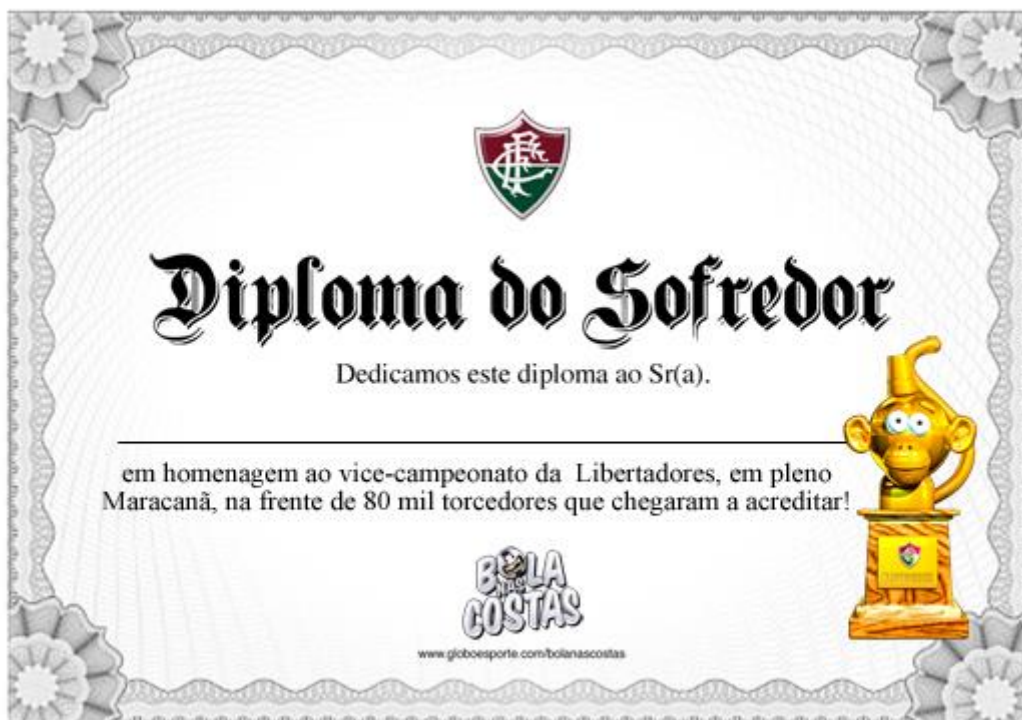 Diploma do Sofredor
Dedicamos este diploma ao Sr(a).
em homenagem ao vice-campeonato da Libertadores, em pleno
Maracanã, na frente de 80 mil torcedores que chegaram a acreditar!
BOLA
NAS
COSTAS
www.globoesporte.com/bolanascostas